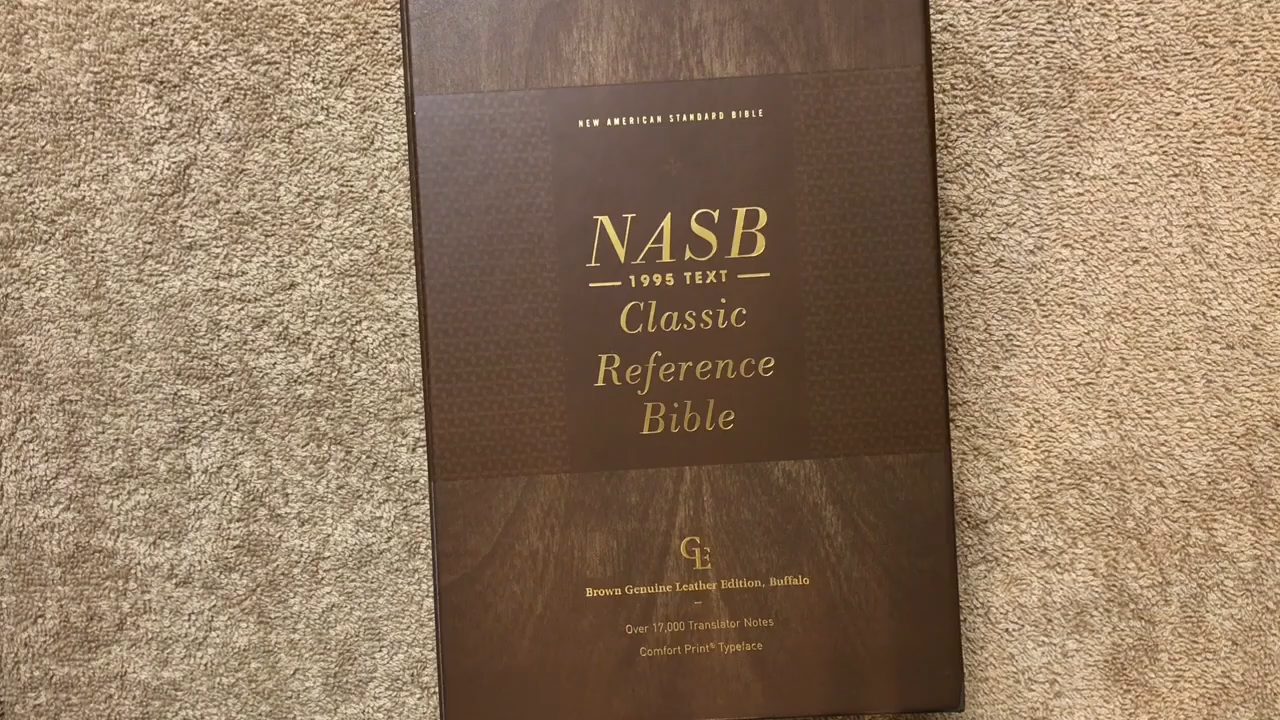 NEW AMERICAN STANDARD BIBLE
NASB
1995 TEXT
Classic
Reference
Bible
GE
Brown Genuine Leather Edition, Buffalo
Over 17,000 Translator Notes
Comfort Print® Typeface